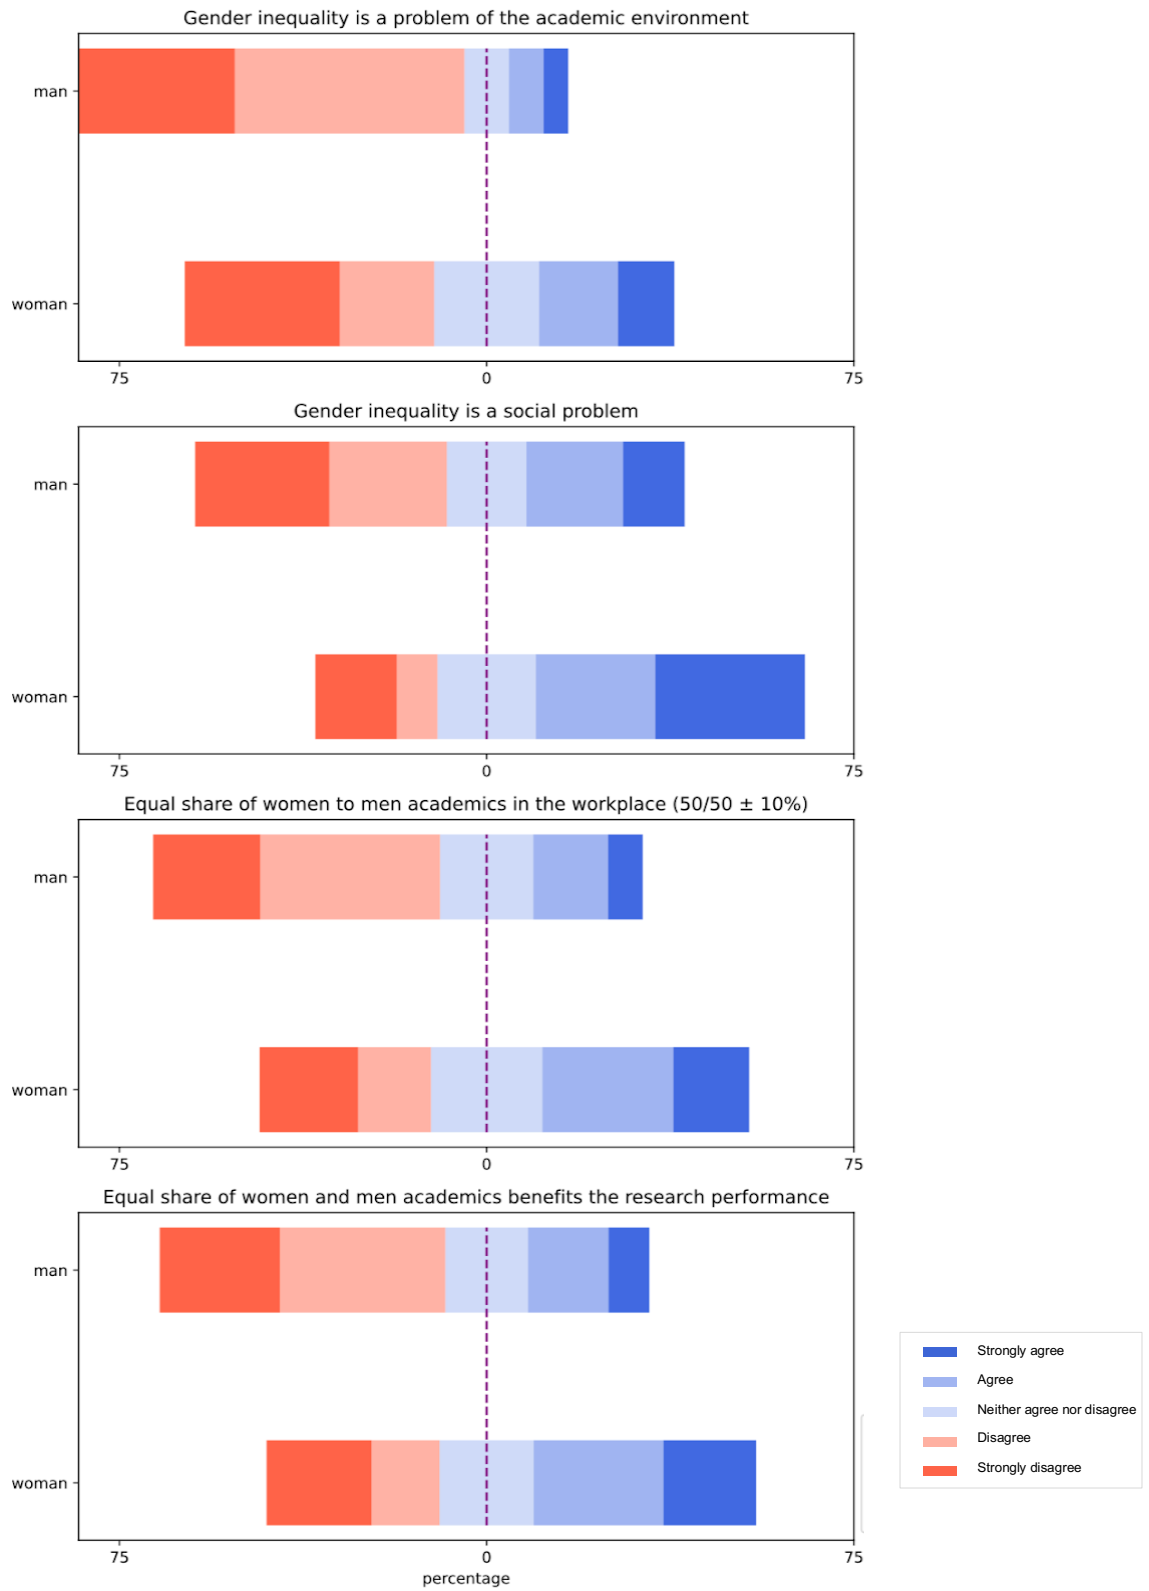 Gender inequality is a problem of the academic environment
man
woman
75 0 75
Gender inequality is a social problem
man
woman
75 0 75
Equal share of women to men academics in the workplace (50/50 ± 10%)
man
woman
75 0 75
Equal share of women and men academics benefits the research performance
man
woman
75 0 75
percentage
Strongly agree
Agree
Neither agree nor disagree
Disagree
Strongly disagree